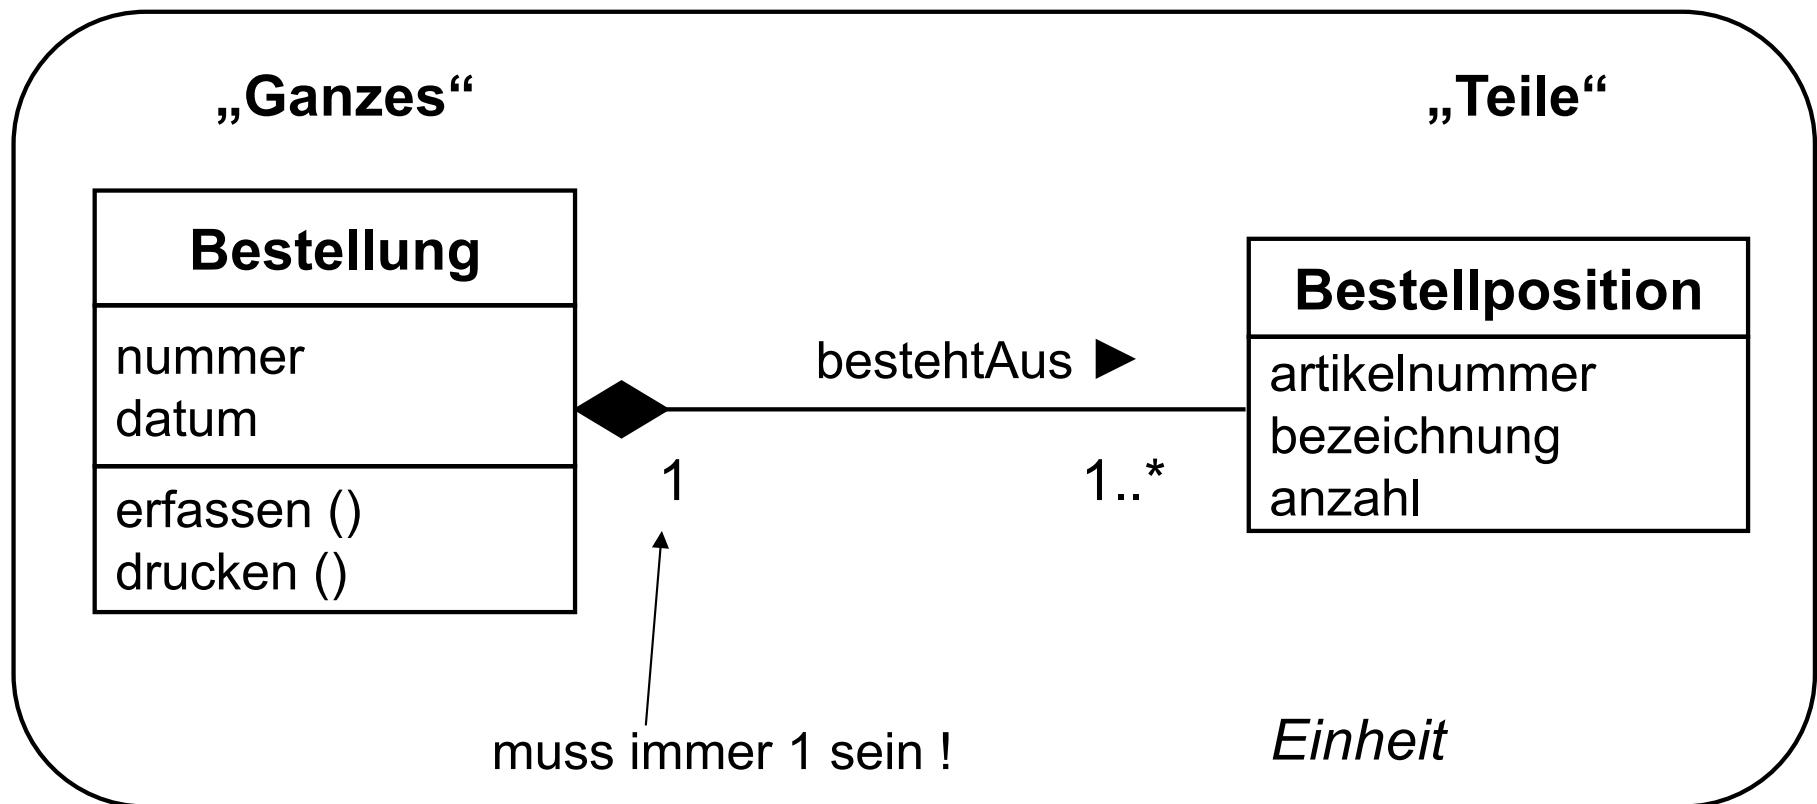 „Ganzes“
„Teile“
Bestellung
nummer
datum
erfassen ()
drucken ()
bestehtAus ►
1
1..*
Bestellposition
artikelnummer
bezeichnung
anzahl
muss immer 1 sein !
Einheit